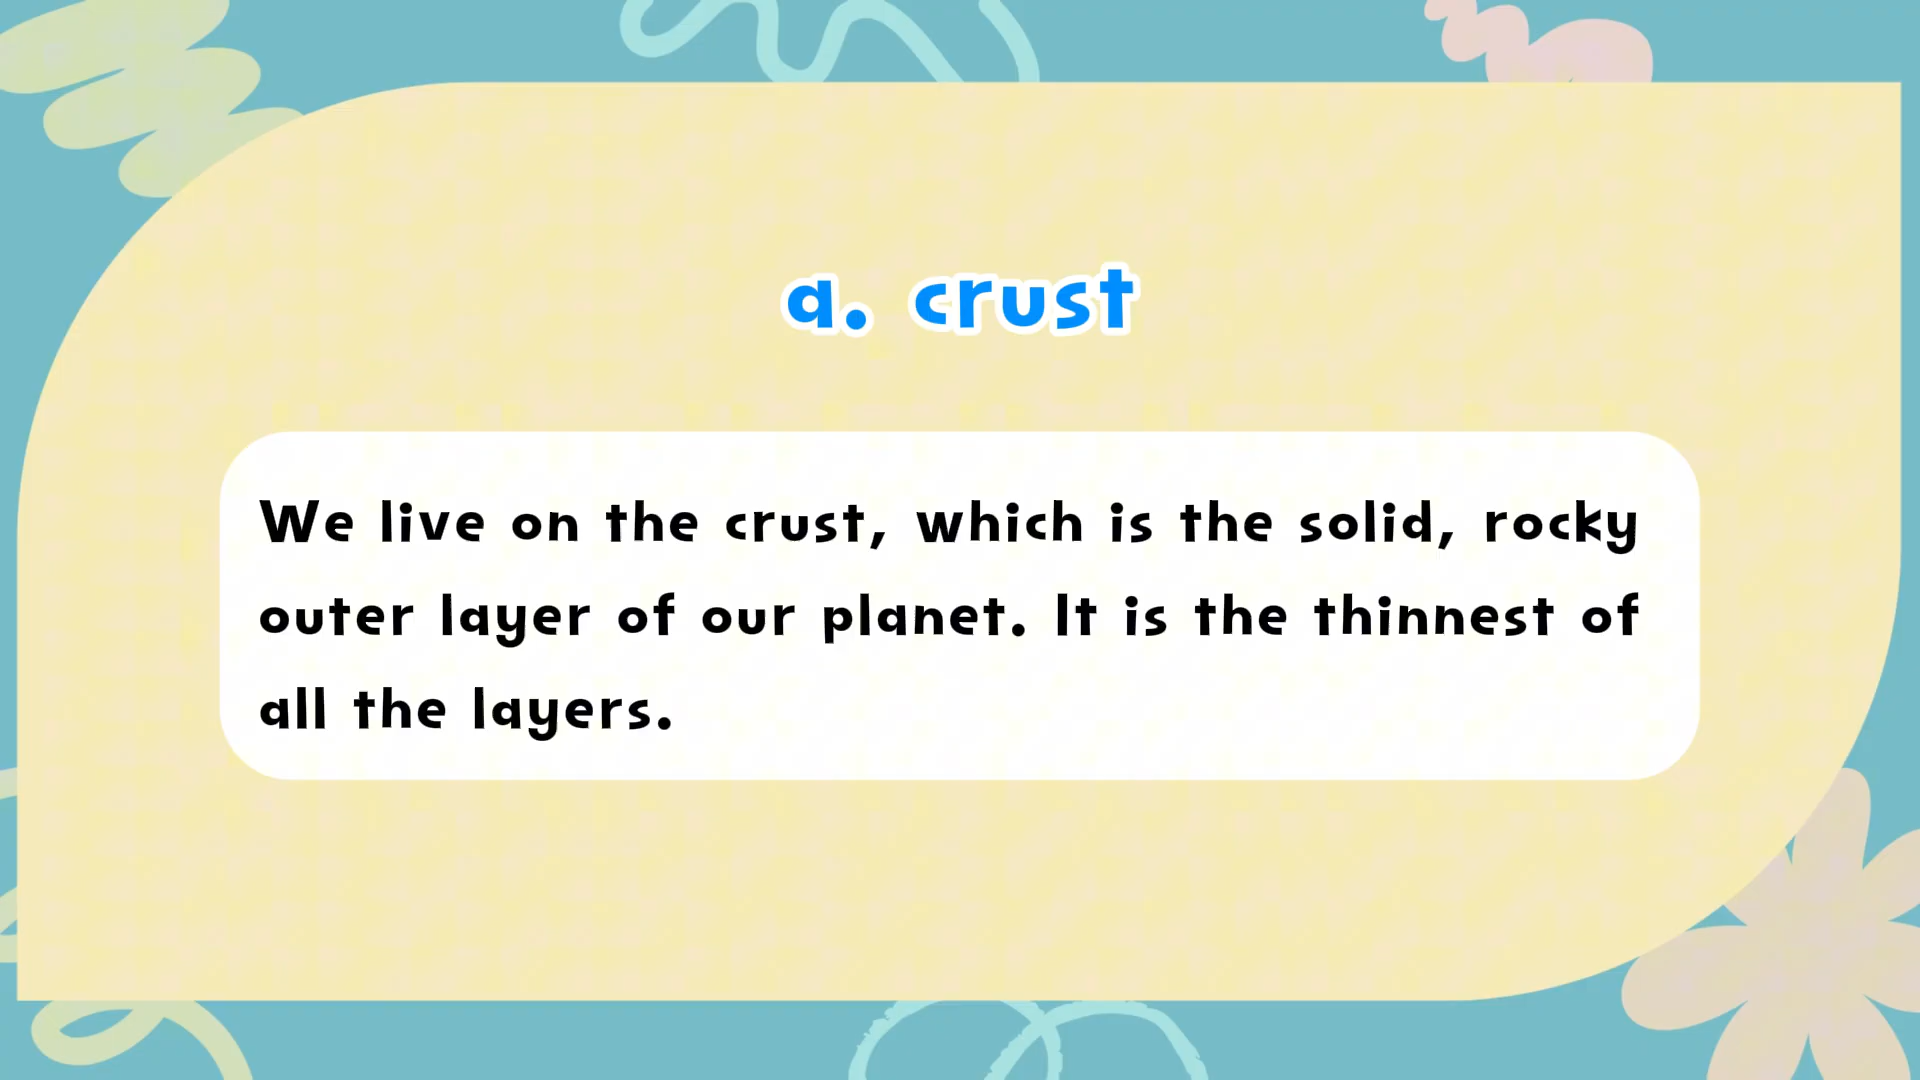 a. crust
We live on the crust, which is the solid, rocky
outer layer of our planet. It is the thinnest of
all the layers.